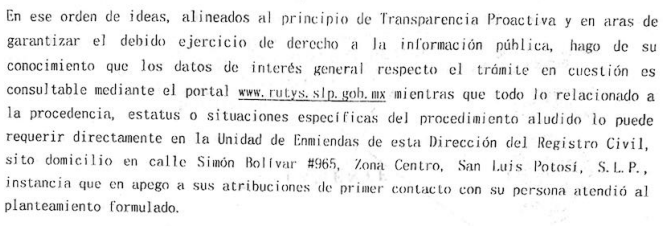 En ese orden de ideas, alineados al principio de Transparencia Proactiva y en aras de
garantizar el debido ejercicio de derecho a la información pública, hago de su
conocimiento que los datos de interés general respecto el trámite en cuestión es
consultable mediante el portal www.rutys.slp.gob.mx mientras que todo lo relacionado a
la procedencia, estatus o situaciones específicas del procedimiento aludido lo puede
requerir directamente en la Unidad de Enmiendas de esta Dirección del Registro Civil,
sito domicilio en calle Simón Bolívar #965, Zona Centro, San Luis Potosí, S.L.P.,
instancia que en apego a sus atribuciones de primer contacto con su persona atendió al
planteamiento formulado.